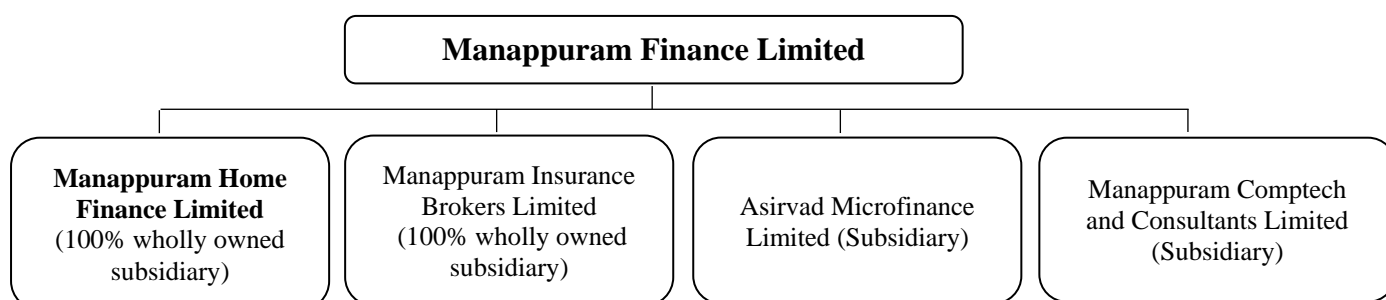 Manappuram Finance Limited
Manappuram Home
Finance Limited
(100% wholly owned
subsidiary)
Manappuram Insurance
Brokers Limited
(100% wholly owned
subsidiary)
Asirvad Microfinance
Limited (Subsidiary)
Manappuram Comptech
and Consultants Limited
(Subsidiary)